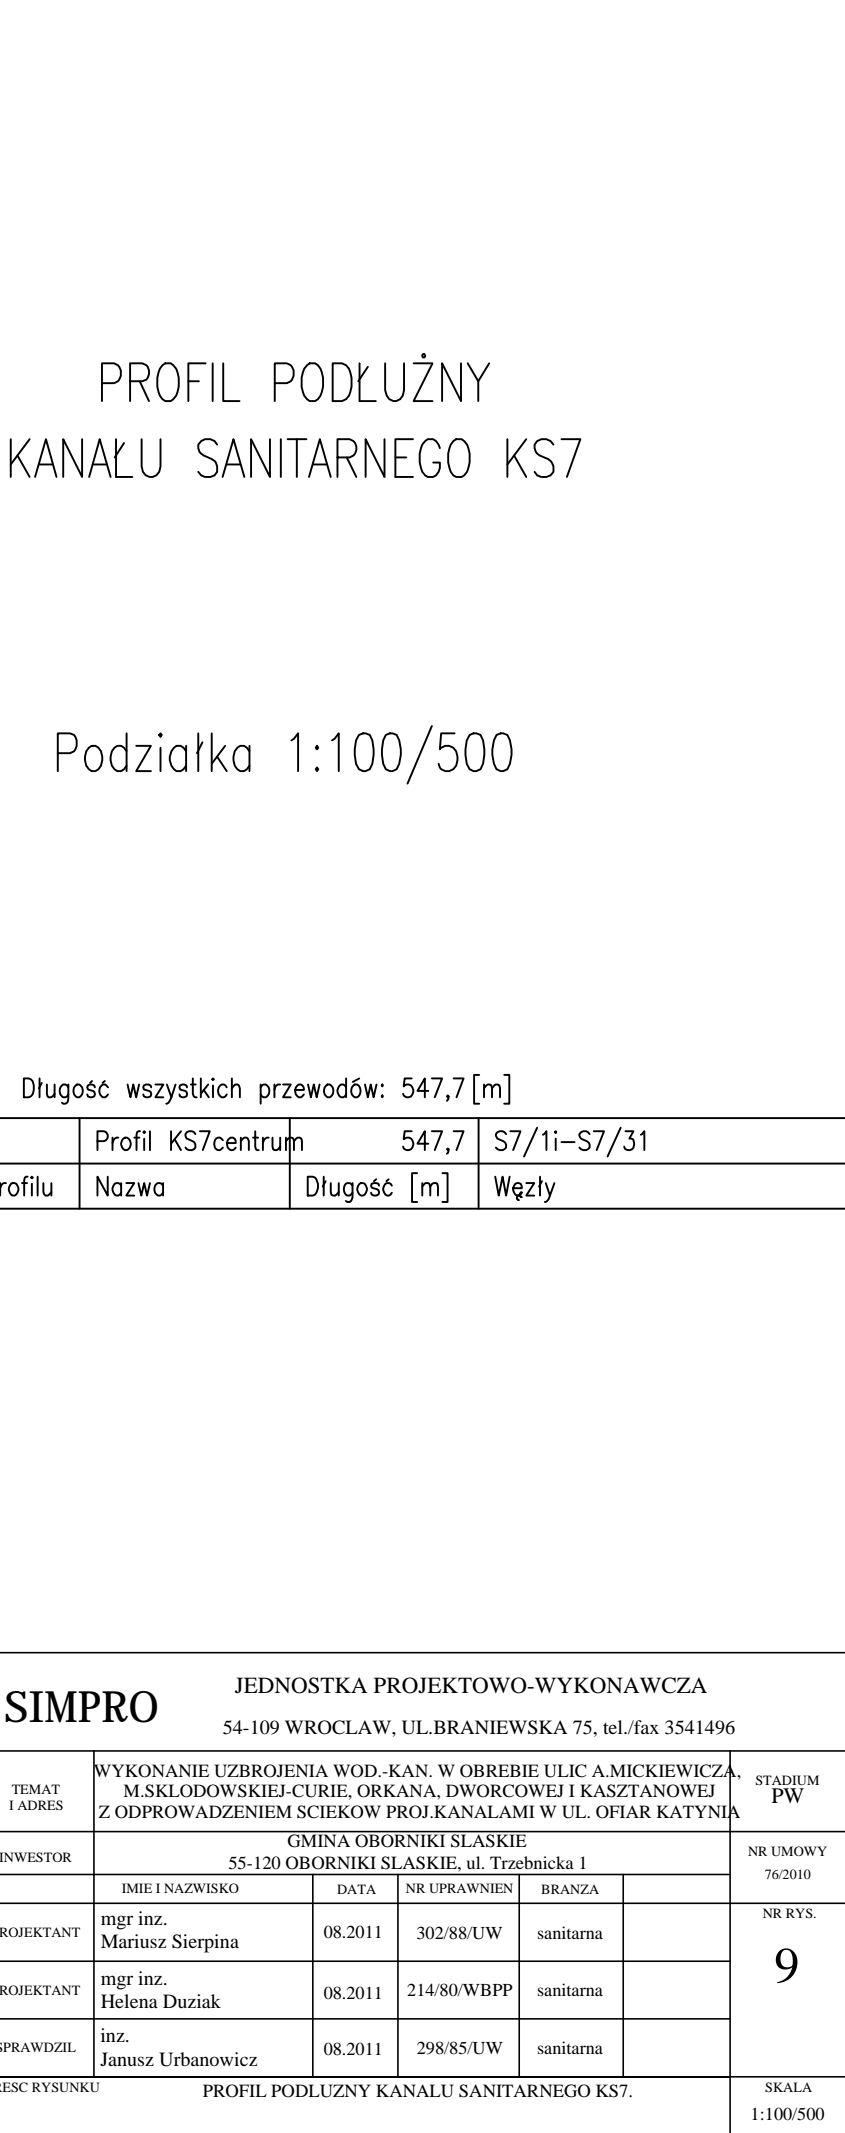 PROFIL PODŁUŻNY
KANAŁU SANITARNEGO KS7
Podziałka 1:100/500
Długość wszystkich przewodów: 547,7[m]
Profil KS7centrum 547,7 S7/1i-S7/31
rofilu Nazwa Długość [m] Węzły
SIMPRO
JEDNOSTKA PROJEKTOWO-WYKONAWCZA
54-109 WROCLAW, UL.BRANIEWSKA 75, tel./fax 3541496
TEMAT
I ADRES
WYKONANIE UZBROJENIA WOD.-KAN. W OBREBIE ULIC A.MICKIEWICZA,
M.SKLODOWSKIEJ-CURIE, ORKANA, DWORCOWEJ I KASZTANOWEJ
Z ODPROWADZENIEM SCIEKOW PROJ.KANALAMI W UL. OFIAR KATYNIA
STADIUM
PW
INWESTOR
GMINA OBORNIKI SLASKIE
55-120 OBORNIKI SLASKIE, ul. Trzebnicka 1
NR UMOWY
76/2010
IMIE I NAZWISKO DATA NR UPRAWNIEN BRANZA
ROJEKTANT
mgr inz.
Mariusz Sierpina
08.2011 302/88/UW sanitarna
NR RYS.
9
ROJEKTANT
mgr inz.
Helena Duziak
08.2011 214/80/WBPP sanitarna
SPRAWDZIL
inz.
Janusz Urbanowicz
08.2011 298/85/UW sanitarna
RESC RYSUNKU
PROFIL PODLUZNY KANALU SANITARNEGO KS7.
SKALA
1:100/500